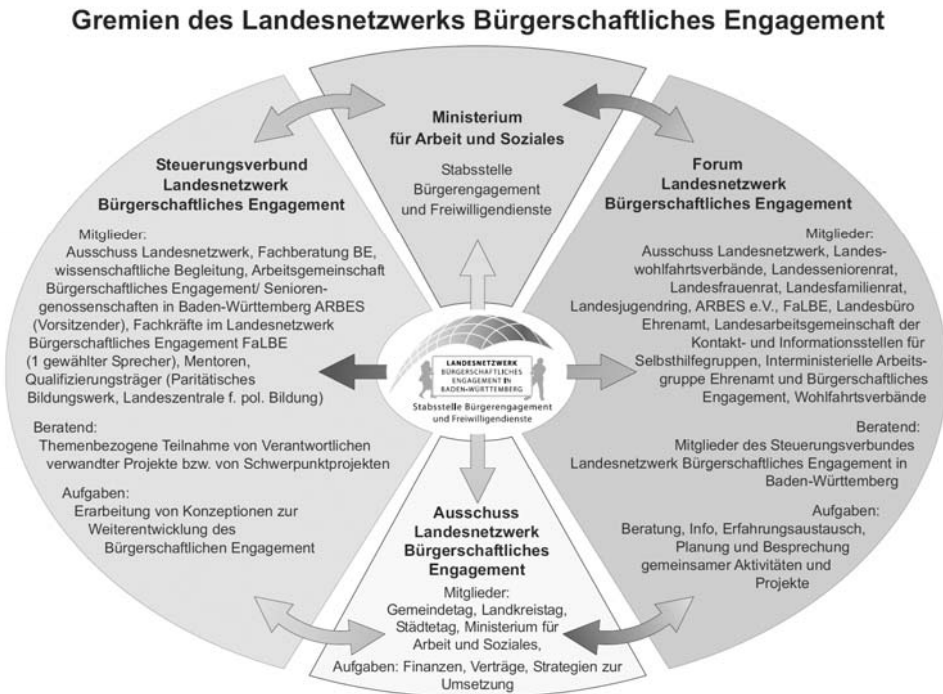 Gremien des Landesnetzwerks Bürgerschaftliches Engagement
Ministerium
für Arbeit und Soziales
Stabsstelle
Bürgerengagement
und Freiwilligendienste
Steuerungsverbund
Landesnetzwerk
Bürgerschaftliches Engagement
Mitglieder:
Ausschuss Landesnetzwerk, Fachberatung BE,
wissenschaftliche Begleitung, Arbeitsgemeinschaft
Bürgerschaftliches Engagement/ Senioren-
genossenschaften in Baden-Württemberg ARBES
(Vorsitzender), Fachkräfte im Landesnetzwerk
Bürgerschaftliches Engagement FaLBE
(1 gewählter Sprecher), Mentoren,
Qualifizierungsträger (Paritätisches
Bildungswerk, Landeszentrale f. pol. Bildung)
Beratend:
Themenbezogene Teilnahme von Verantwortlichen
verwandter Projekte bzw. von Schwerpunktprojekten
Aufgaben:
Erarbeitung von Konzeptionen zur
Weiterentwicklung des
Bürgerschaftlichen Engagement
LANDESNETZWERK
BÜRGERSCHAFTLICHES
ENGAGEMENT IN
BADEN-WÜRTTEMBERG
Stabsstelle Bürgerengagement
und Freiwilligendienste
Forum
Landesnetzwerk
Bürgerschaftliches Engagement
Mitglieder:
Ausschuss Landesnetzwerk, Landes-
wohlfahrtsverbände, Landesseniorenrat,
Landesfrauenrat, Landesfamilienrat,
Landesjugendring, ARBES e.V., FaLBE, Landesbüro
Ehrenamt, Landesarbeitsgemeinschaft der
Kontakt- und Informationsstellen für
Selbsthilfegruppen, Interministerielle Arbeits-
gruppe Ehrenamt und Bürgerschaftliches
Engagement, Wohlfahrtsverbände
Beratend:
Mitglieder des Steuerungsverbundes
Landesnetzwerk Bürgerschaftliches Engagement in
Baden-Württemberg
Aufgaben:
Beratung, Info, Erfahrungsaustausch,
Planung und Besprechung
gemeinsamer Aktivitäten und
Projekte
Ausschuss
Landesnetzwerk
Bürgerschaftliches
Engagement
Mitglieder:
Gemeindetag, Landkreistag,
Städtetag, Ministerium für
Arbeit und Soziales,
Aufgaben: Finanzen, Verträge, Strategien zur
Umsetzung